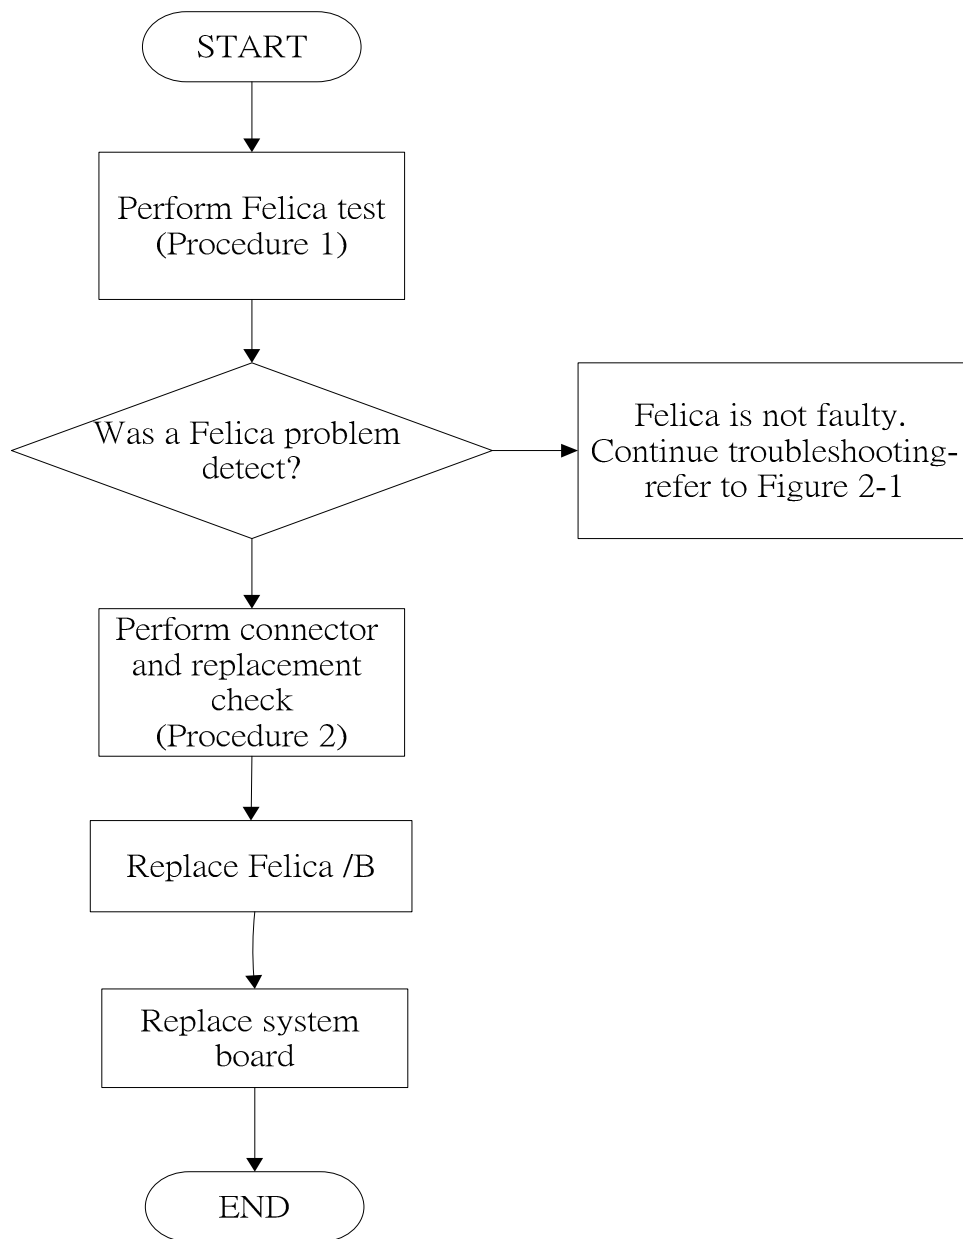 START
Perform Felica test
(Procedure 1)
Was a Felica problem
detect?
Felica is not faulty.
Continue troubleshooting-
refer to Figure 2-1
Perform connector
and replacement
check
(Procedure 2)
Replace Felica /B
Replace system
board
END